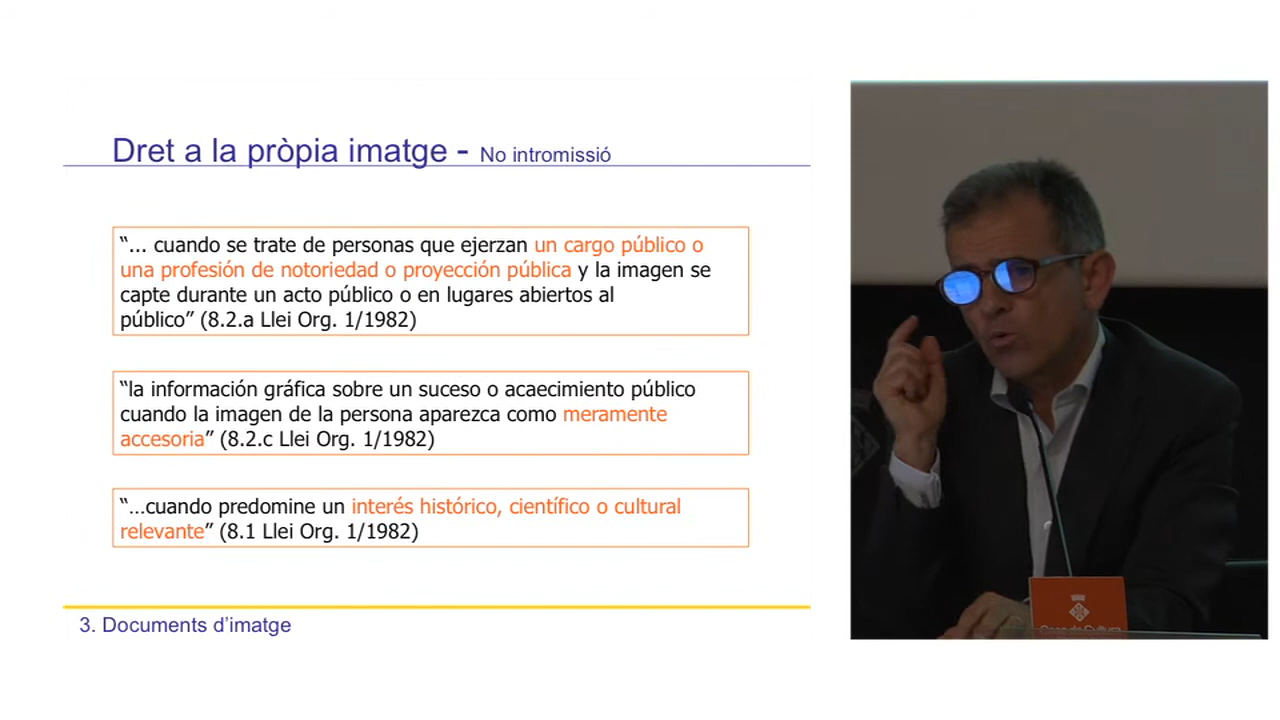 Dret a la pròpia imatge - No intromissió
“... cuando se trate de personas que ejerzan un cargo público o
una profesión de notoriedad o proyección pública y la imagen se
capte durante un acto público o en lugares abiertos al
público” (8.2.a Llei Org. 1/1982)
“la información gráfica sobre un suceso o acaecimiento público
cuando la imagen de la persona aparezca como meramente
accesoria” (8.2.c Llei Org. 1/1982)
“…cuando predomine un interés histórico, científico o cultural
relevante” (8.1 Llei Org. 1/1982)
3. Documents d’imatge
Casa de Cultura